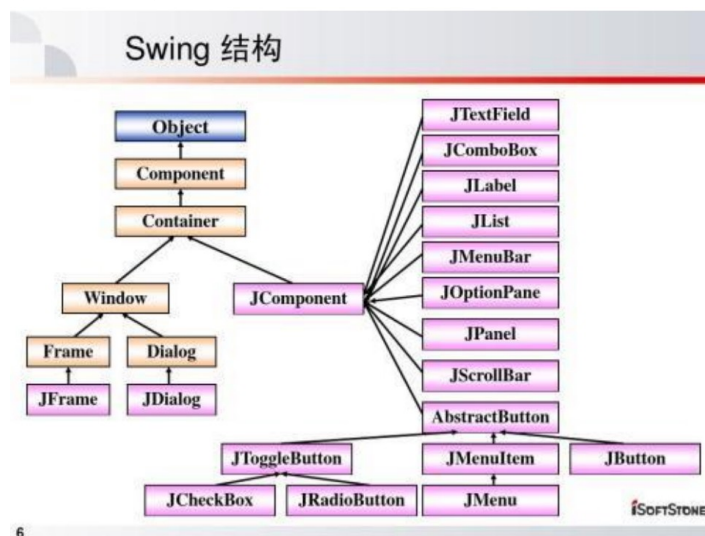 Swing 结构
Object
Component
Container
Window
JComponent
Frame
Dialog
JFrame
JDialog
JTextField
JComboBox
JLabel
JList
JMenuBar
JOptionPane
JPanel
JScrollBar
AbstractButton
JToggleButton
JMenuItem
JButton
JCheckBox
JRadioButton
JMenu
iSOFTSTONE
6